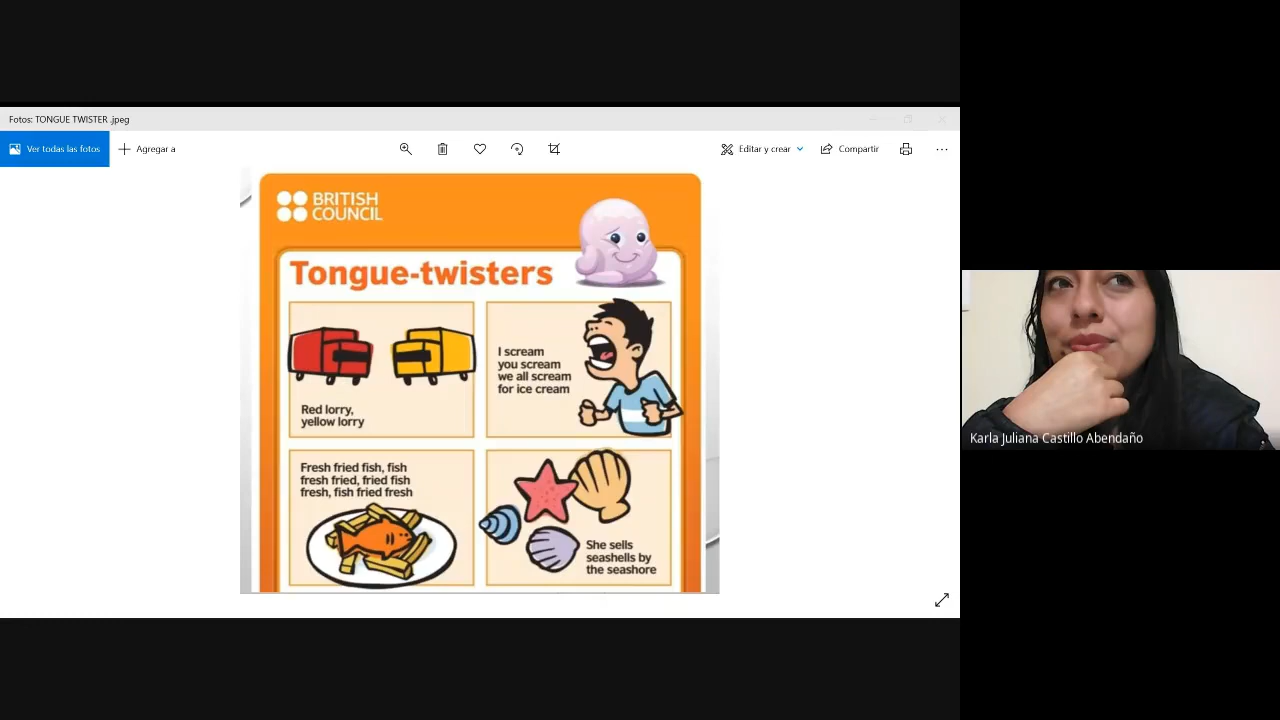 Fotos: TONGUE TWISTER .jpeg
Ver todas las fotos
Agregar a
Editar y crear
Compartir
BRITISH
COUNCIL
Tongue-twisters
Red lorry,
yellow lorry
I scream
you scream
we all scream
for ice cream
Fresh fried fish, fish
fresh fried, fried fish
fresh, fish fried fresh
She sells
seashells by
the seashore
Karla Juliana Castillo Abendaño